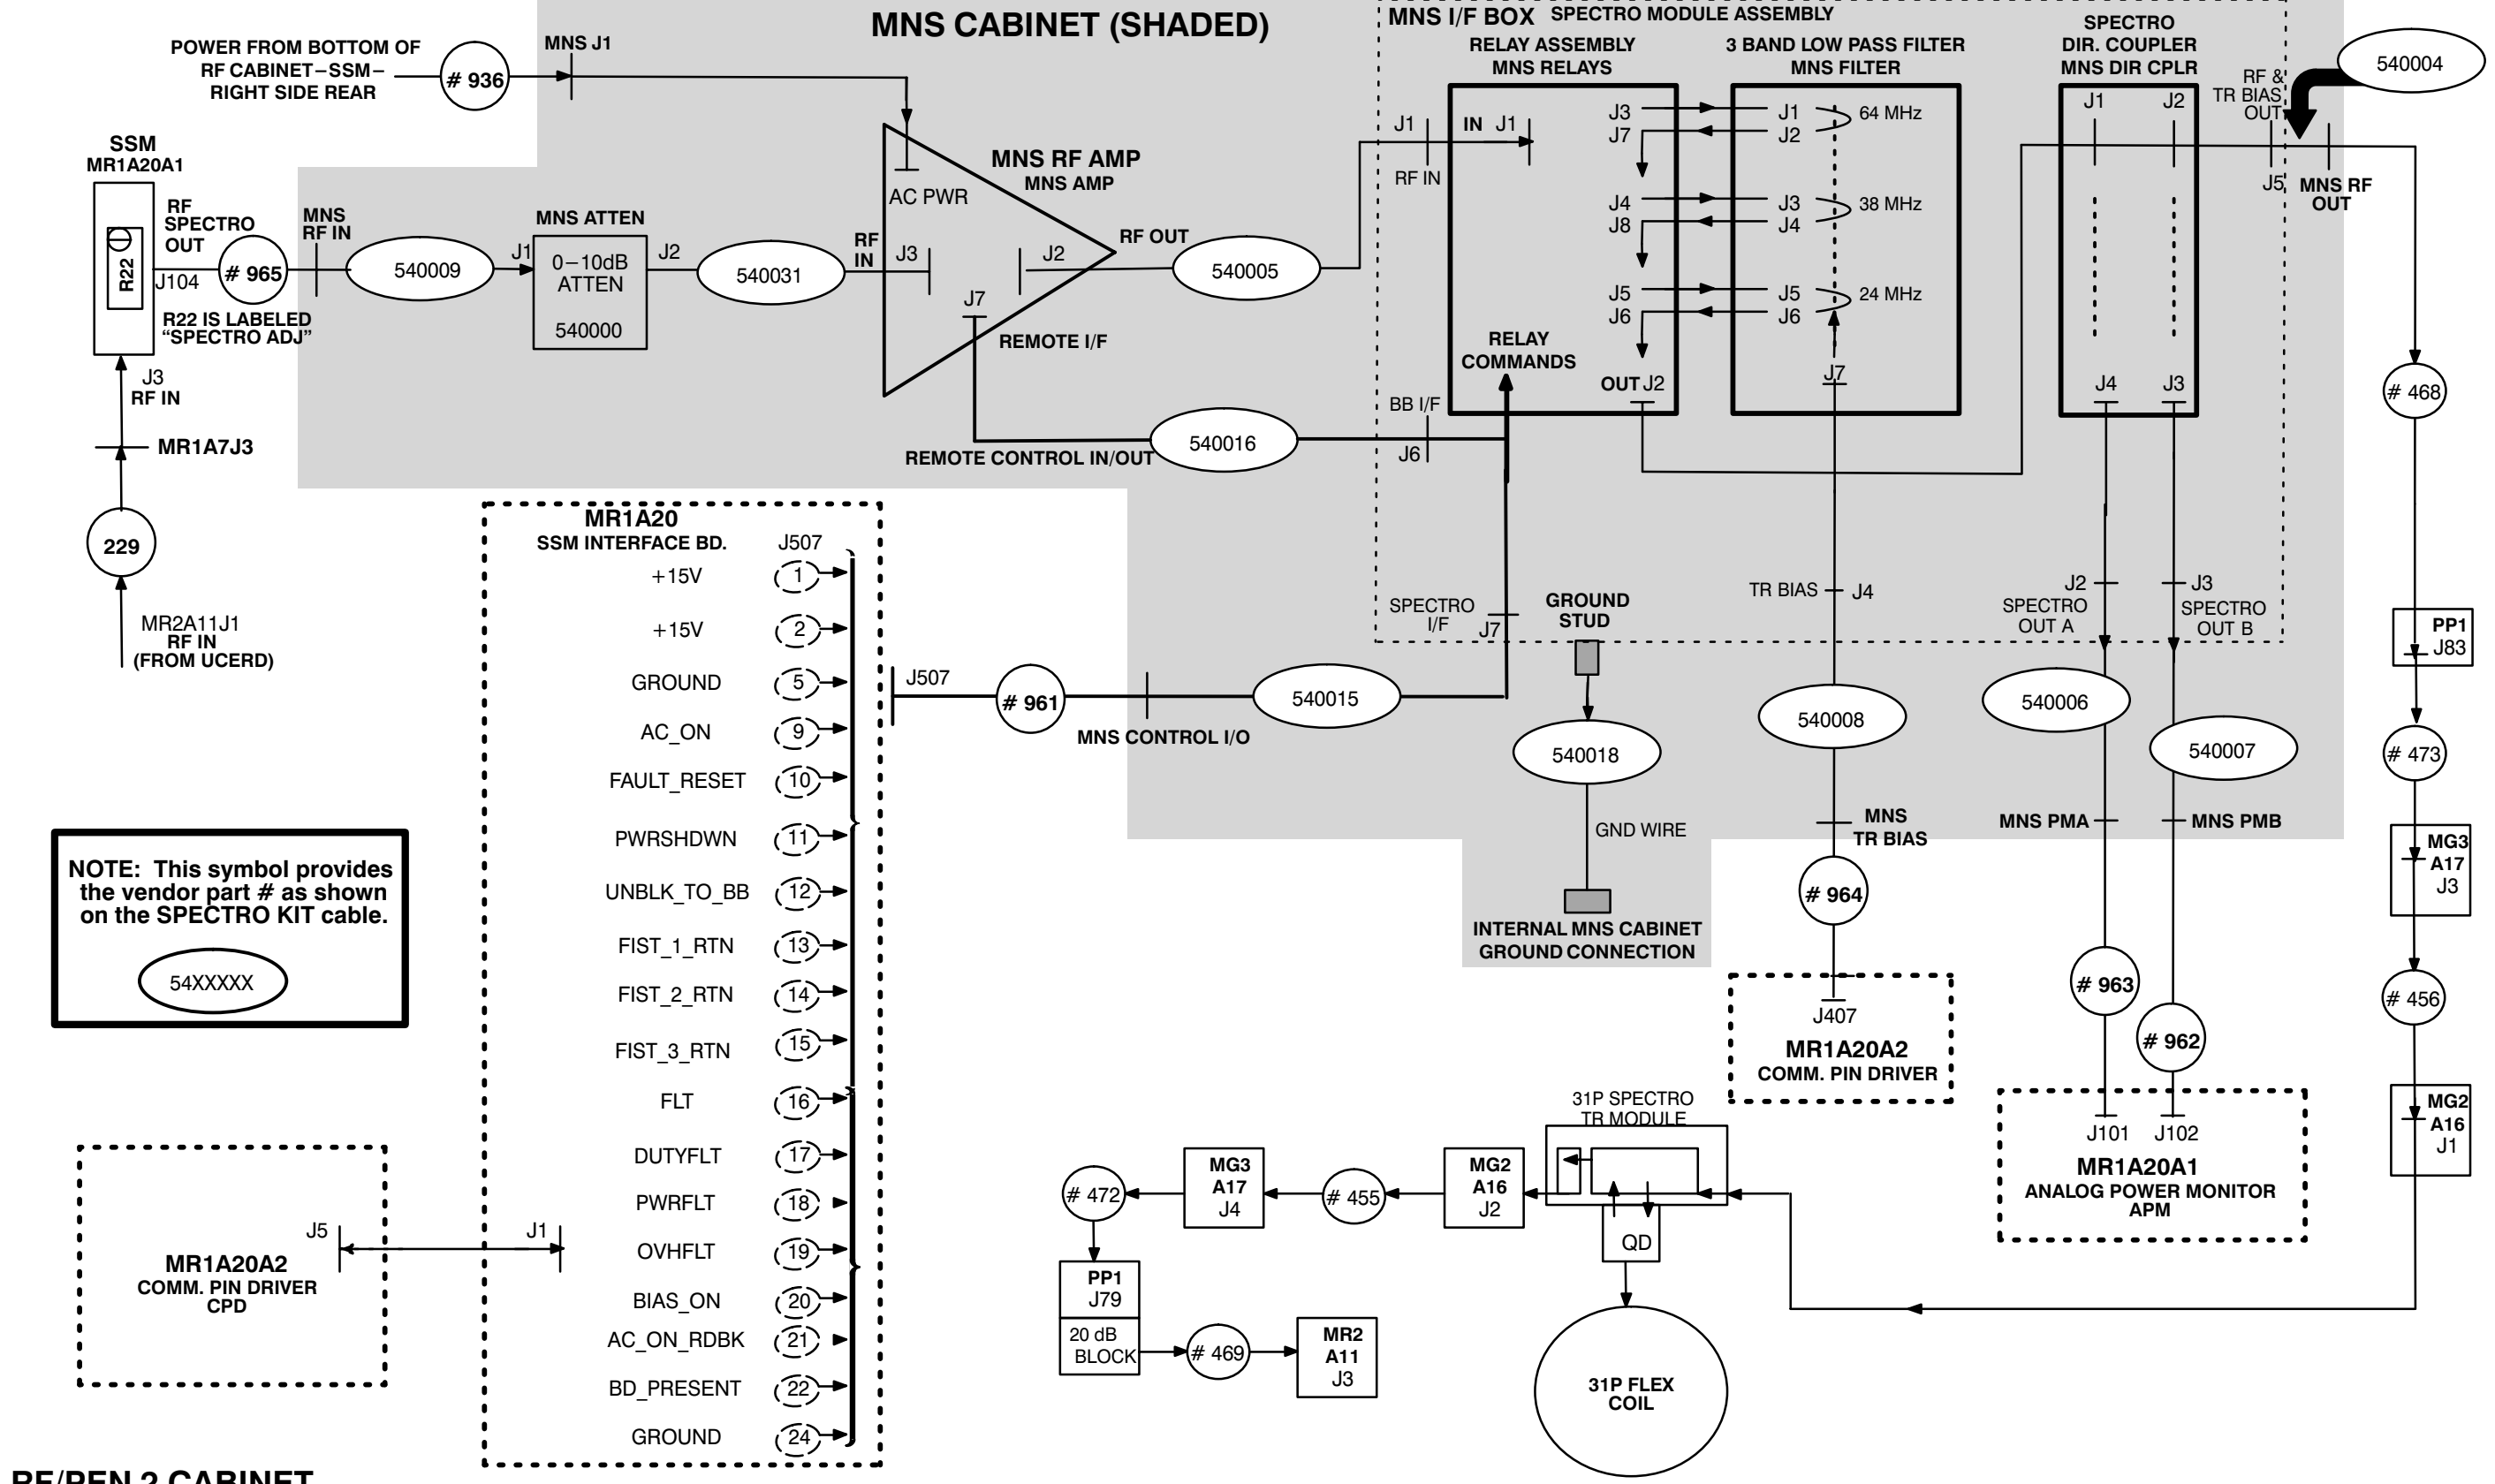 MNS CABINET (SHADED)
POWER FROM BOTTOM OF
RF CABINET–SSM–
RIGHT SIDE REAR
# 936
MNS J1
SSM
MR1A20A1
R22
RF
SPECTRO
OUT
J104
# 965
R22 IS LABELED
“SPECTRO ADJ”
J3
RF IN
MR1A7J3
229
MR2A11J1
RF IN
(FROM UCERD)
MNS
RF IN
540009
MNS ATTEN
J1
0–10dB
ATTEN
540000
J2
540031
RF
IN
J3
AC PWR
MNS RF AMP
MNS AMP
J2
RF OUT
J7
REMOTE I/F
540005
REMOTE CONTROL IN/OUT
540016
MNS I/F BOX
SPECTRO MODULE ASSEMBLY
RELAY ASSEMBLY
MNS RELAYS
J1
RF IN
IN
J1
J3
J7
J4
J8
J5
J6
RELAY
COMMANDS
OUT J2
BB I/F
J6
3 BAND LOW PASS FILTER
MNS FILTER
J1
J2
64 MHz
J3
J4
38 MHz
J5
J6
24 MHz
J7
SPECTRO
DIR. COUPLER
MNS DIR CPLR
J1
J2
J4
J3
RF &
TR BIAS
OUT
J5
540004
MNS RF
OUT
# 468
PP1
J83
# 473
MG3
A17
J3
# 456
MG2
A16
J1
SPECTRO
I/F
J7
GROUND
STUD
TR BIAS
J4
J2
SPECTRO
OUT A
J3
SPECTRO
OUT B
J507
# 961
MNS CONTROL I/O
540015
540018
GND WIRE
INTERNAL MNS CABINET
GROUND CONNECTION
540008
MNS
TR BIAS
# 964
J407
MR1A20A2
COMM. PIN DRIVER
540006
540007
MNS PMA
MNS PMB
# 963
# 962
J101
J102
MR1A20A1
ANALOG POWER MONITOR
APM
MR1A20
SSM INTERFACE BD.
J507
+15V 1
+15V 2
GROUND 5
AC_ON 9
FAULT_RESET 10
PWRSHDWN 11
UNBLK_TO_BB 12
FIST_1_RTN 13
FIST_2_RTN 14
FIST_3_RTN 15
FLT 16
DUTYFLT 17
PWRFLT 18
OVHFLT 19
BIAS_ON 20
AC_ON_RDBK 21
BD_PRESENT 22
GROUND 24
NOTE: This symbol provides
the vendor part # as shown
on the SPECTRO KIT cable.
54XXXXX
J5
J1
MR1A20A2
COMM. PIN DRIVER
CPD
31P SPECTRO
TR MODULE
QD
31P FLEX
COIL
MG2
A16
J2
# 455
MG3
A17
J4
# 472
PP1
J79
20 dB
BLOCK
# 469
MR2
A11
J3
RF/PEN 2 CABINET